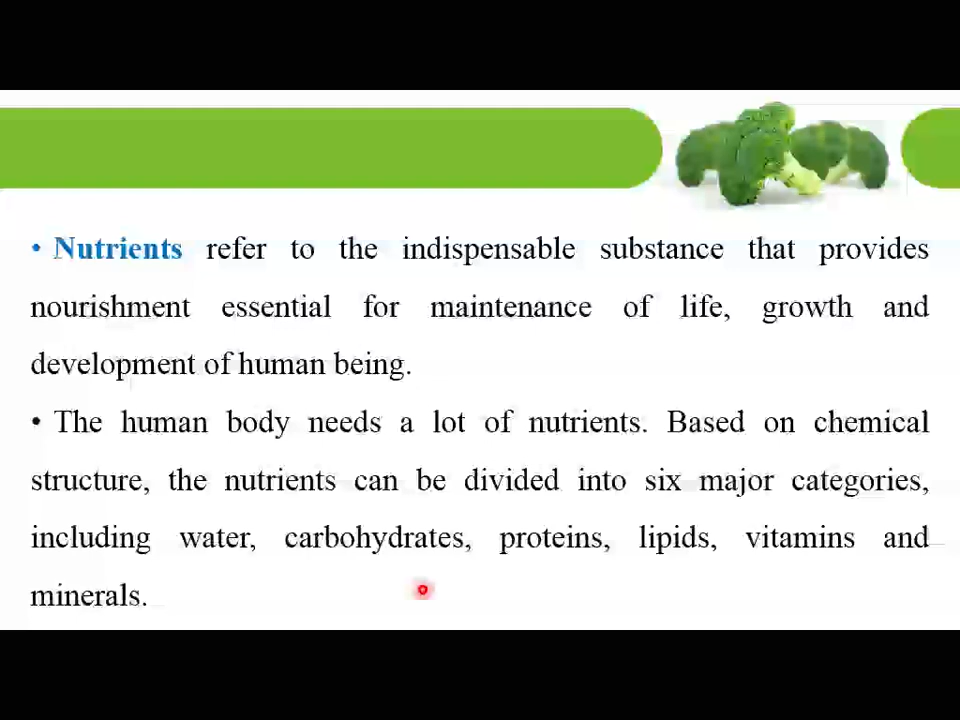 • Nutrients refer to the indispensable substance that provides
nourishment essential for maintenance of life, growth and
development of human being.
• The human body needs a lot of nutrients. Based on chemical
structure, the nutrients can be divided into six major categories,
including water, carbohydrates, proteins, lipids, vitamins and
minerals.